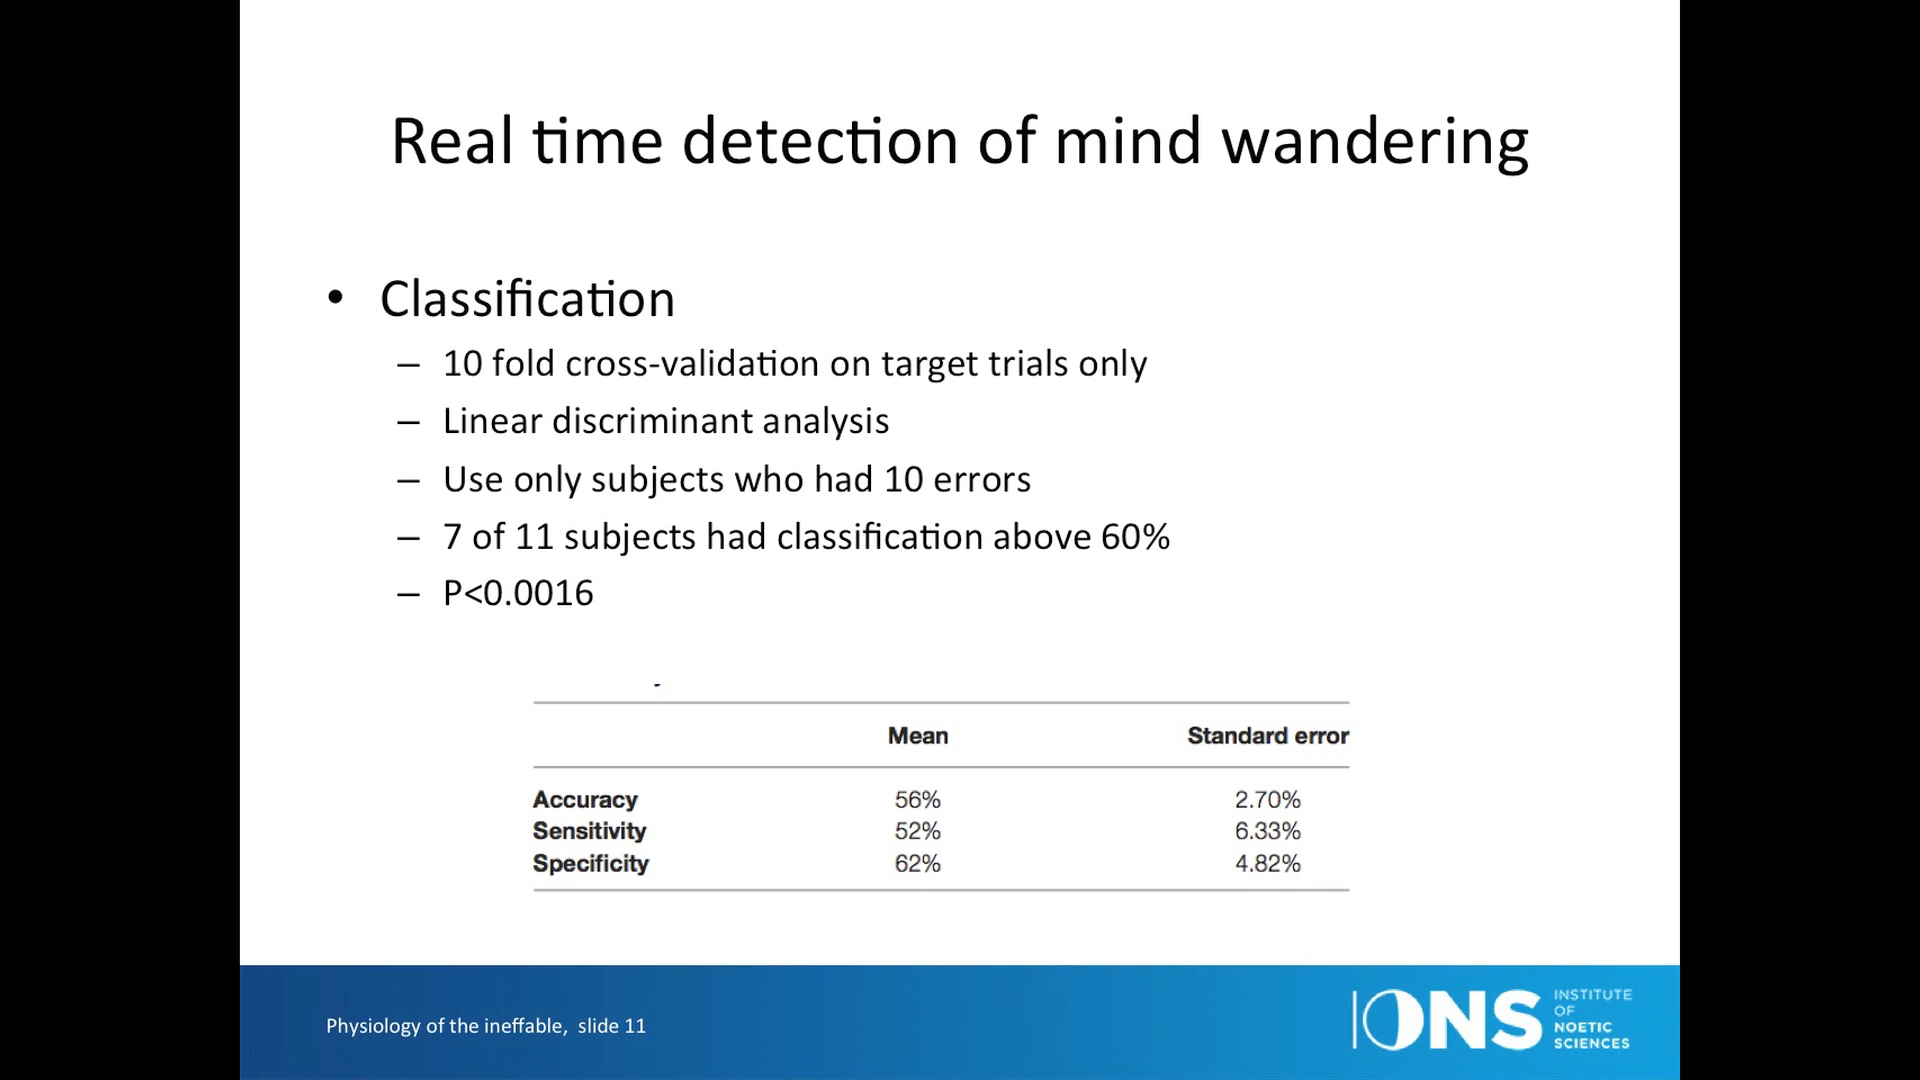 Real time detection of mind wandering
• Classification
– 10 fold cross-validation on target trials only
– Linear discriminant analysis
– Use only subjects who had 10 errors
– 7 of 11 subjects had classification above 60%
– P<0.0016
Mean Standard error
Accuracy 56% 2.70%
Sensitivity 52% 6.33%
Specificity 62% 4.82%
Physiology of the ineffable, slide 11
IONS
INSTITUTE
OF
NOETIC
SCIENCES